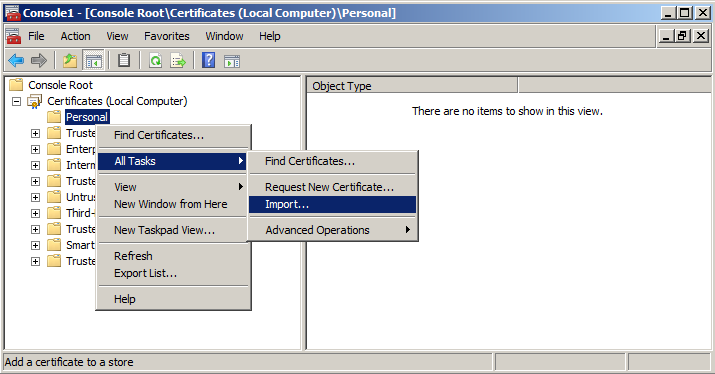 Console1 - [Console Root\Certificates (Local Computer)\Personal]
File Action View Favorites Window Help
Console Root
Certificates (Local Computer)
Personal
Truste
Enterp
Interm
Truste
Untrus
Third-
Truste
Smart
Truste
Find Certificates...
All Tasks
View
New Window from Here
New Taskpad View...
Refresh
Export List...
Help
Find Certificates...
Request New Certificate...
Import...
Advanced Operations
Object Type
There are no items to show in this view.
Add a certificate to a store